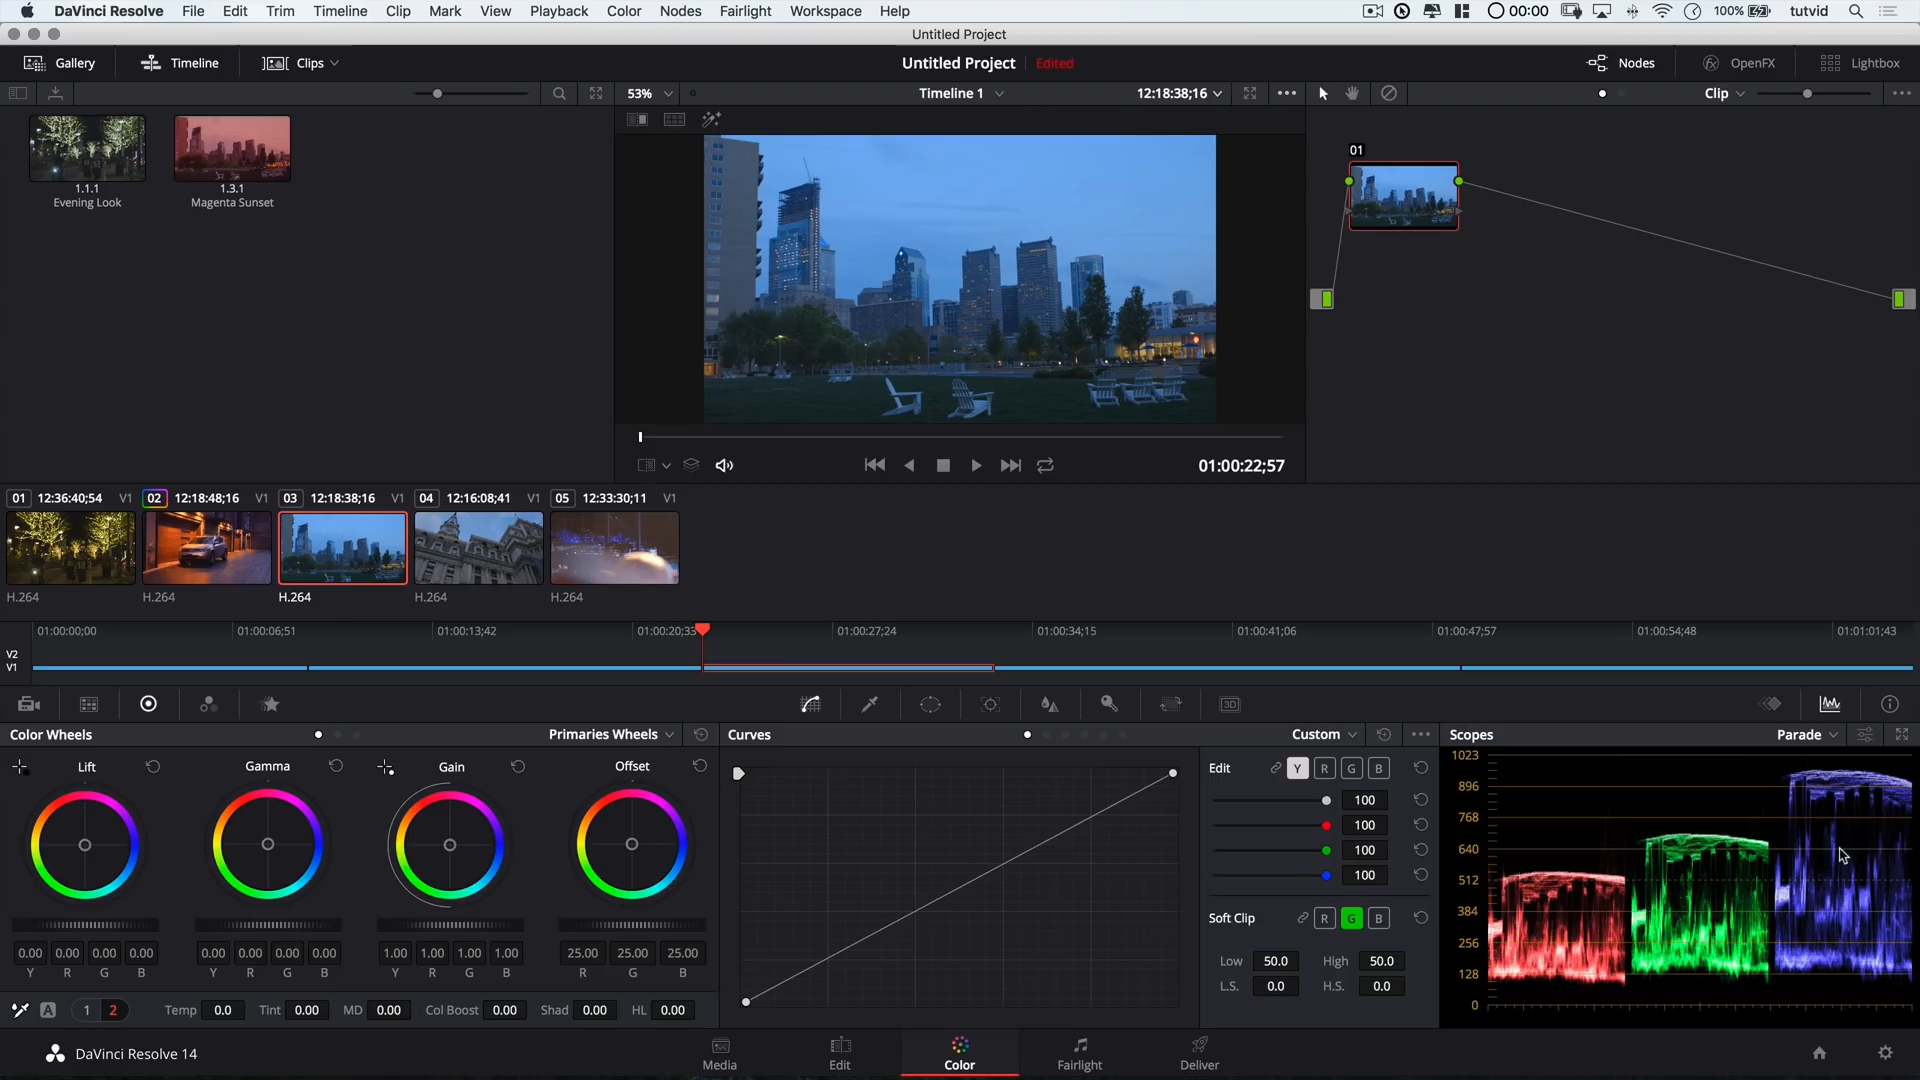 DaVinci Resolve File Edit Trim Timeline Clip Mark View Playback Color Nodes Fairlight Workspace Help 00:00 100% tutvid
Untitled Project
Gallery Timeline Clips Untitled Project Edited Nodes OpenFX Lightbox
53% Timeline 1 12:18:38;16 Clip
1.1.1 1.3.1
Evening Look Magenta Sunset
01
01:00:22;57
01 12:36:40;54 V1 02 12:18:48;16 V1 03 12:18:38;16 V1 04 12:16:08;41 V1 05 12:33:30;11 V1
H.264 H.264 H.264 H.264 H.264
01:00:00;00 01:00:06;51 01:00:13;42 01:00:20;33 01:00:27;24 01:00:34;15 01:00:41;06 01:00:47;57 01:00:54;48 01:01:01;43
V2
V1
3D
Color Wheels Primaries Wheels Curves Custom Scopes Parade
Lift Gamma Gain Offset
0.00 0.00 0.00 0.00 0.00 0.00 0.00 0.00 1.00 1.00 1.00 1.00 25.00 25.00 25.00
Y R G B Y R G B Y R G B R G B
A 1 2 Temp 0.0 Tint 0.00 MD 0.00 Col Boost 0.00 Shad 0.00 HL 0.00
Edit Y R G B
100
100
100
100
Soft Clip R G B
Low 50.0 High 50.0
L.S. 0.0 H.S. 0.0
1023
896
768
640
512
384
256
128
0
DaVinci Resolve 14 Media Edit Color Fairlight Deliver